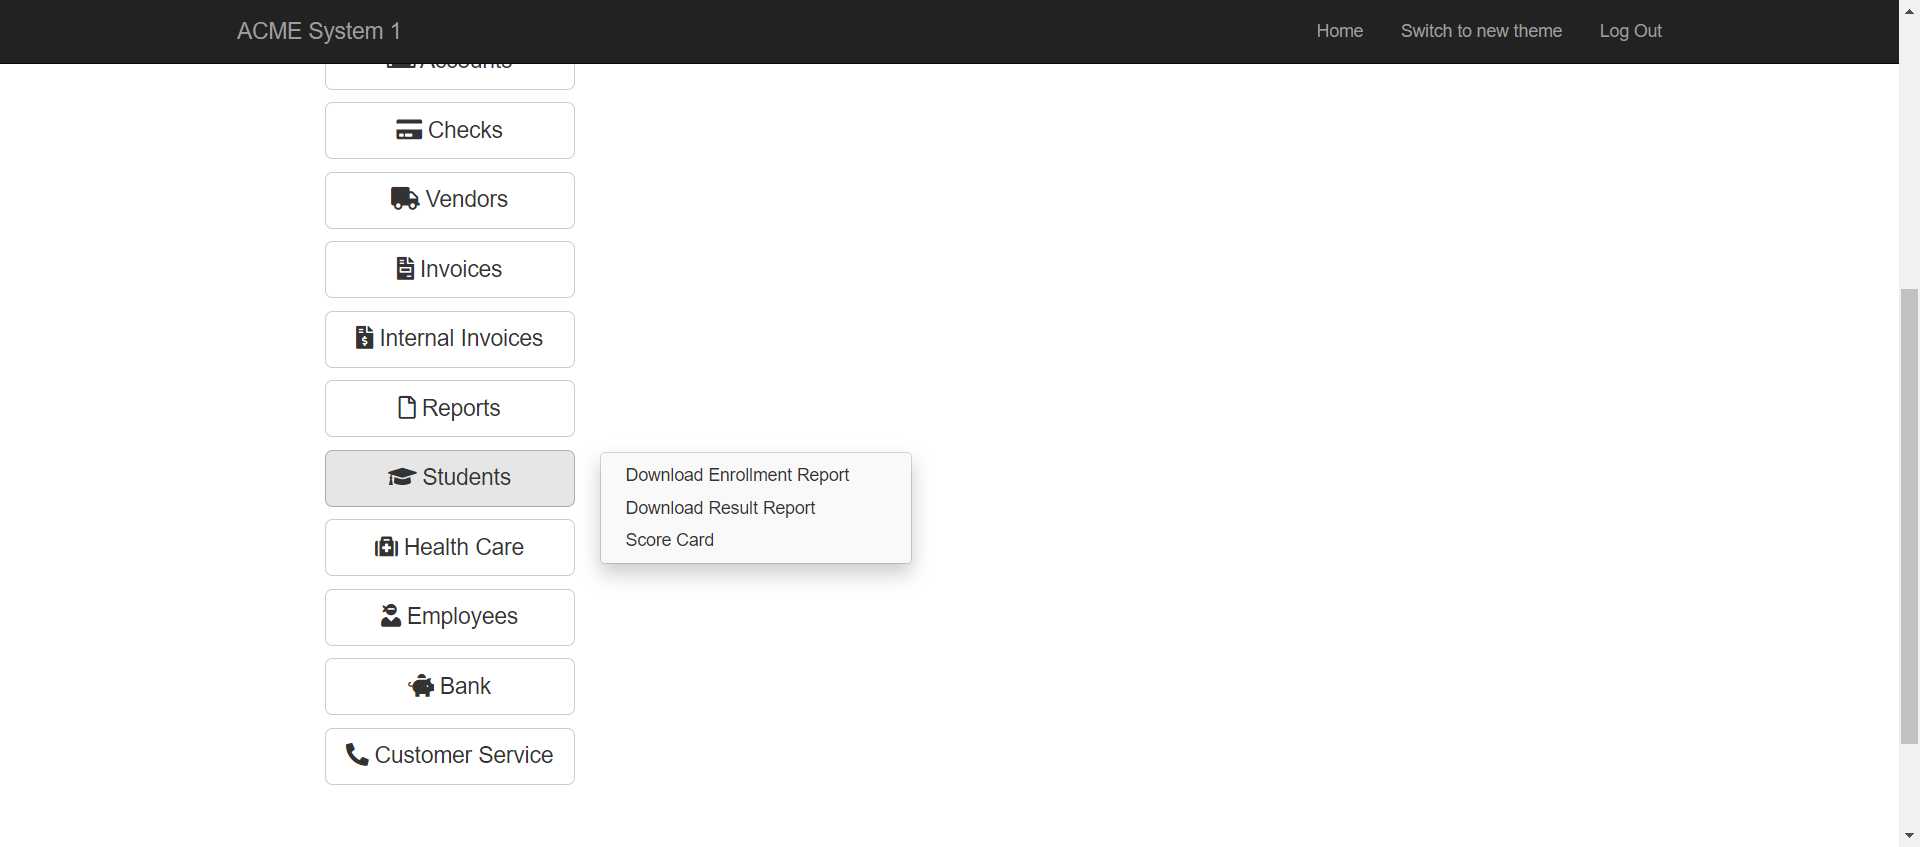 ACME System 1
Home
Switch to new theme
Log Out
Accounts
Checks
Vendors
Invoices
Internal Invoices
Reports
Students
Download Enrollment Report
Download Result Report
Score Card
Health Care
Employees
Bank
Customer Service